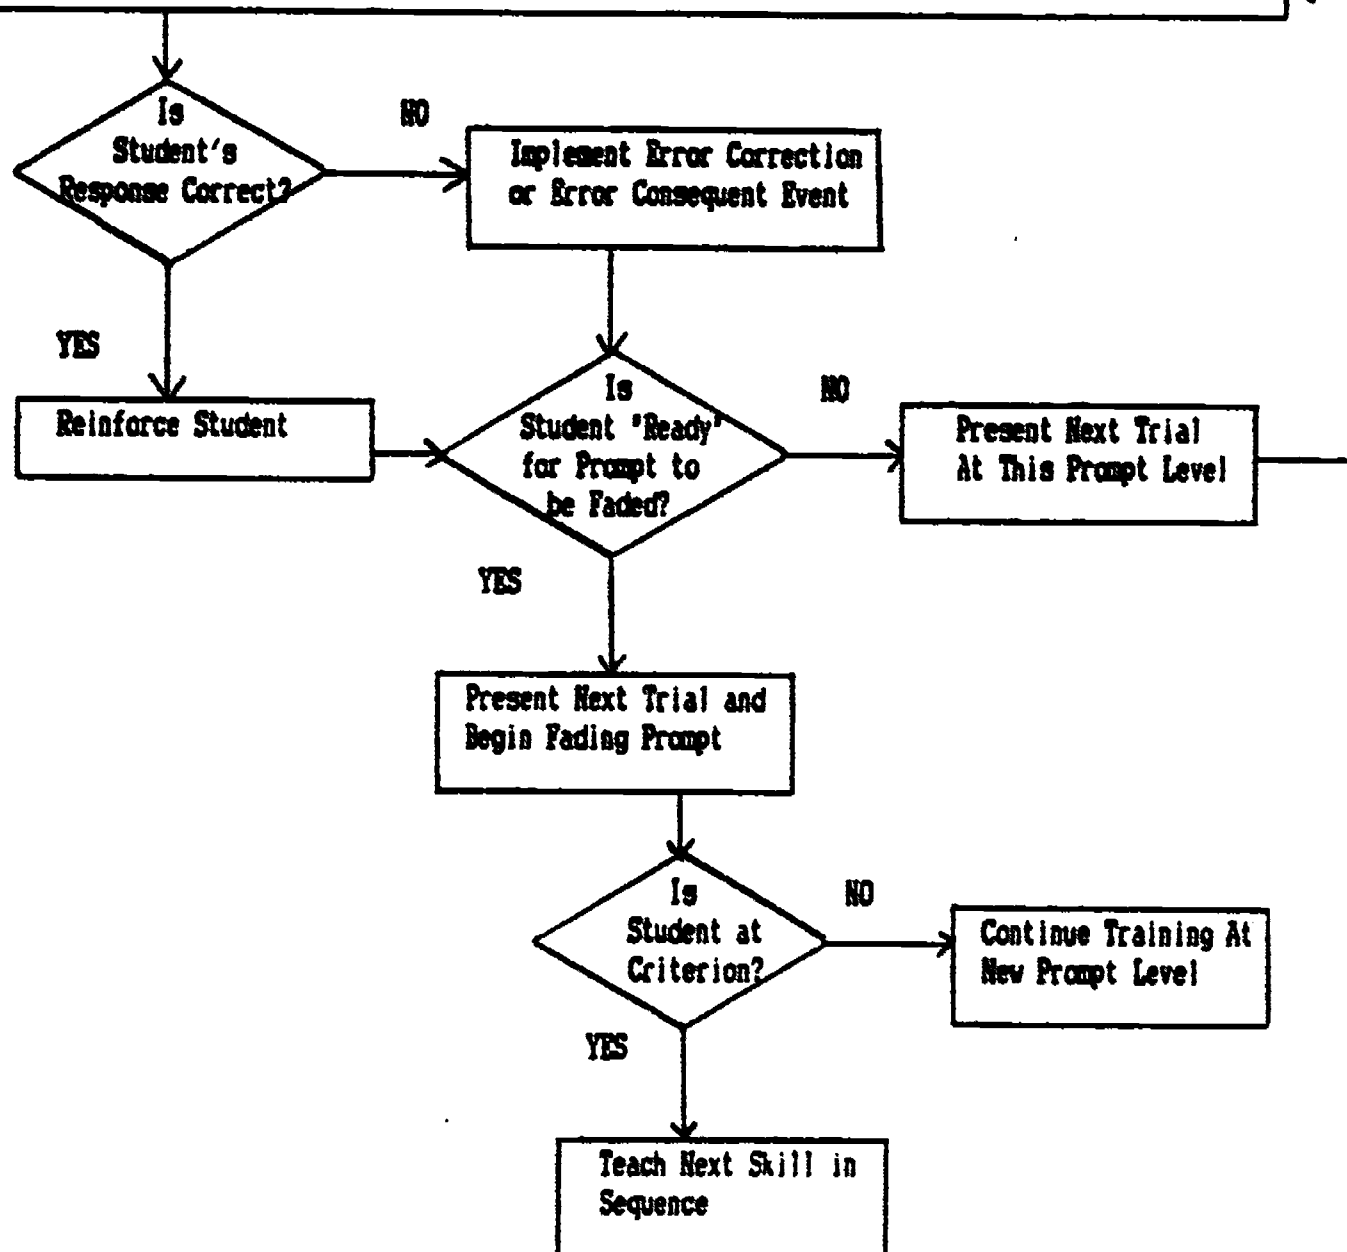 Is
Student's
Response Correct?
NO
Implement Error Correction
or Error Consequent Event
YES
Reinforce Student
Is
Student "Ready"
for Prompt to
be Faded?
NO
Present Next Trial
At This Prompt Level
YES
Present Next Trial and
Begin Fading Prompt
Is
Student at
Criterion?
NO
Continue Training At
New Prompt Level
YES
Teach Next Skill in
Sequence